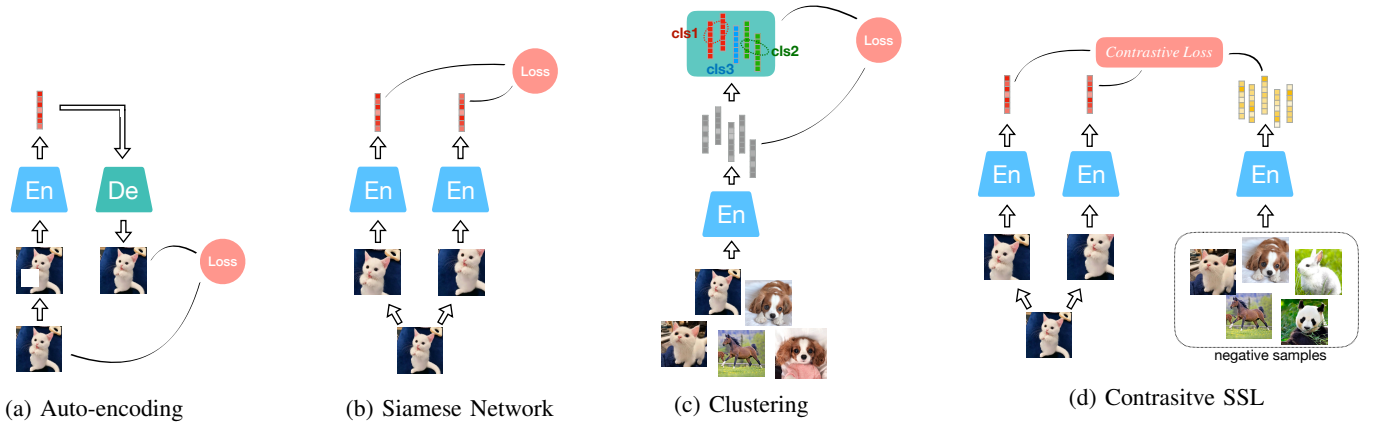 En
De
Loss
(a) Auto-encoding
En
En
Loss
(b) Siamese Network
cls1
cls2
cls3
Loss
En
(c) Clustering
Contrastive Loss
En
En
En
negative samples
(d) Contrasitve SSL